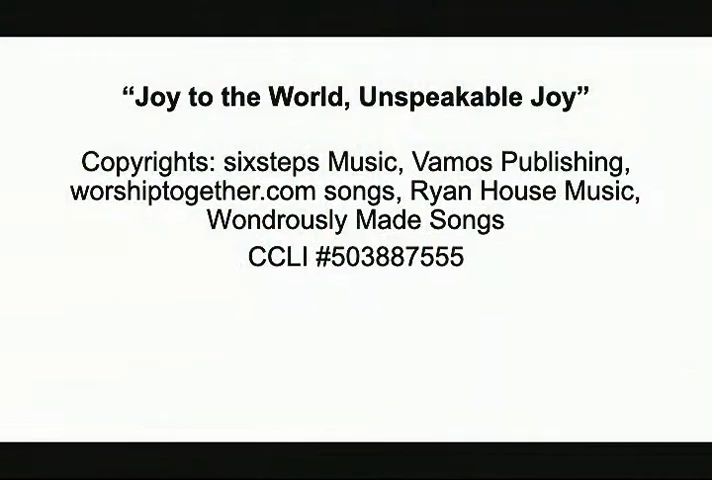 “Joy to the World, Unspeakable Joy”
Copyrights: sixsteps Music, Vamos Publishing,
worshiptogether.com songs, Ryan House Music,
Wondrously Made Songs
CCLI #503887555